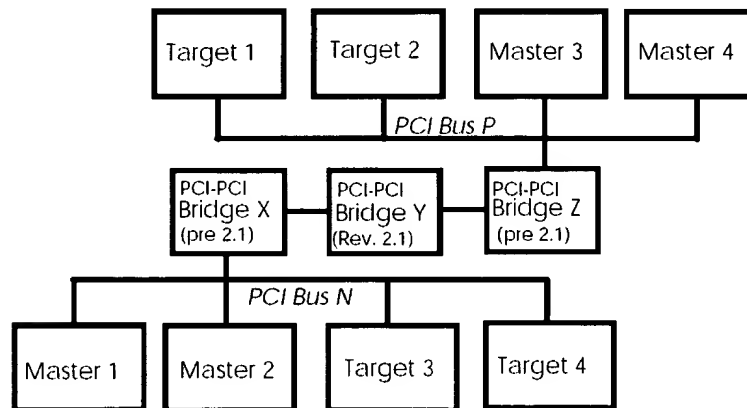 Target 1
Target 2
Master 3
Master 4
PCI Bus P
PCI-PCI
Bridge X
(pre 2.1)
PCI-PCI
Bridge Y
(Rev. 2.1)
PCI-PCI
Bridge Z
(pre 2.1)
PCI Bus N
Master 1
Master 2
Target 3
Target 4